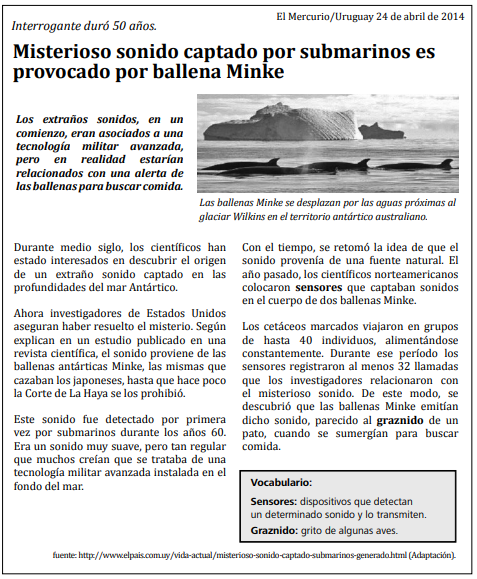 El Mercurio/Uruguay 24 de abril de 2014
Interrogante duró 50 años.
Misterioso sonido captado por submarinos es
provocado por ballena Minke
Los extraños sonidos, en un
comienzo, eran asociados a una
tecnología militar avanzada,
pero en realidad estarían
relacionados con una alerta de
las ballenas para buscar comida.
Las ballenas Minke se desplazan por las aguas próximas al
glaciar Wilkins en el territorio antártico australiano.
Durante medio siglo, los científicos han
estado interesados en descubrir el origen
de un extraño sonido captado en las
profundidades del mar Antártico.
Ahora investigadores de Estados Unidos
aseguran haber resuelto el misterio. Según
explican en un estudio publicado en una
revista científica, el sonido proviene de las
ballenas antárticas Minke, las mismas que
cazaban los japoneses, hasta que hace poco
la Corte de La Haya se los prohibió.
Este sonido fue detectado por primera
vez por submarinos durante los años 60.
Era un sonido muy suave, pero tan regular
que muchos creían que se trataba de una
tecnología militar avanzada instalada en el
fondo del mar.
Con el tiempo, se retomó la idea de que el
sonido provenía de una fuente natural. El
año pasado, los científicos norteamericanos
colocaron sensores que captaban sonidos
en el cuerpo de dos ballenas Minke.
Los cetáceos marcados viajaron en grupos
de hasta 40 individuos, alimentándose
constantemente. Durante ese período los
sensores registraron al menos 32 llamadas
que los investigadores relacionaron con
el misterioso sonido. De este modo, se
descubrió que las ballenas Minke emitían
dicho sonido, parecido al graznido de un
pato, cuando se sumergían para buscar
comida.
Vocabulario:
Sensores: dispositivos que detectan
un determinado sonido y lo transmiten.
Graznido: grito de algunas aves.
fuente: http://www.elpais.com.uy/vida-actual/misterioso-sonido-captado-submarinos-generado.html (Adaptación).